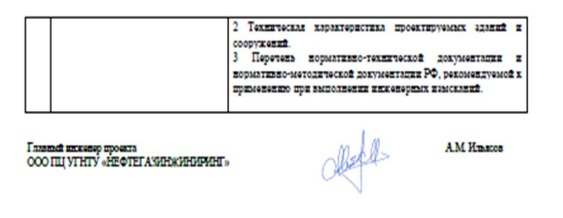 2 Техническая характеристика проектируемых зданий и
сооружений.
3 Перечень нормативно-технической документации и
нормативно-методической документации РФ, рекомендуемой к
применению при выполнении инженерных изысканий.
Главный инженер проекта
ООО ПЦ УГНТУ «НЕФТЕГАЗИНЖИНИРИНГ»
А.М. Ильясов